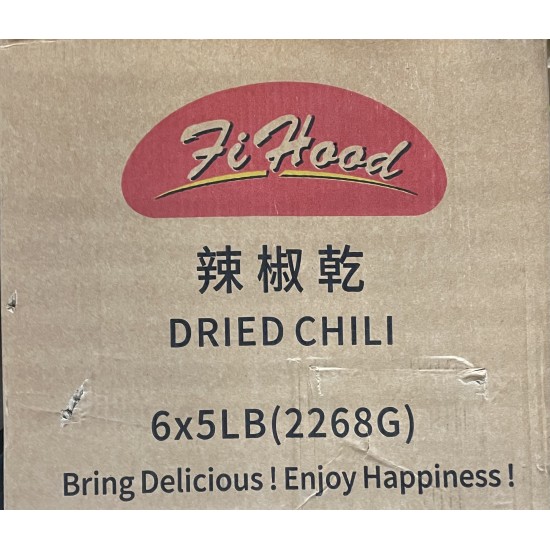 Fi Hood
辣椒乾
DRIED CHILI
6x5LB(2268G)
Bring Delicious ! Enjoy Happiness !